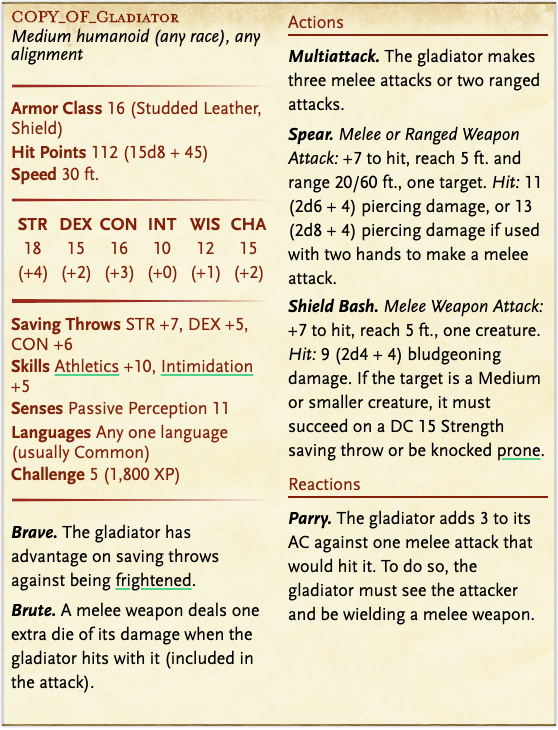 COPY_OF_Gladiator
Medium humanoid (any race), any
alignment
Armor Class 16 (Studded Leather,
Shield)
Hit Points 112 (15d8 + 45)
Speed 30 ft.
STR DEX CON INT WIS CHA
18 15 16 10 12 15
(+4) (+2) (+3) (+0) (+1) (+2)
Saving Throws STR +7, DEX +5,
CON +6
Skills Athletics +10, Intimidation
+5
Senses Passive Perception 11
Languages Any one language
(usually Common)
Challenge 5 (1,800 XP)
Brave. The gladiator has
advantage on saving throws
against being frightened.
Brute. A melee weapon deals one
extra die of its damage when the
gladiator hits with it (included in
the attack).
Actions
Multiattack. The gladiator makes
three melee attacks or two ranged
attacks.
Spear. Melee or Ranged Weapon
Attack: +7 to hit, reach 5 ft. and
range 20/60 ft., one target. Hit: 11
(2d6 + 4) piercing damage, or 13
(2d8 + 4) piercing damage if used
with two hands to make a melee
attack.
Shield Bash. Melee Weapon Attack:
+7 to hit, reach 5 ft., one creature.
Hit: 9 (2d4 + 4) bludgeoning
damage. If the target is a Medium
or smaller creature, it must
succeed on a DC 15 Strength
saving throw or be knocked prone.
Reactions
Parry. The gladiator adds 3 to its
AC against one melee attack that
would hit it. To do so, the
gladiator must see the attacker
and be wielding a melee weapon.